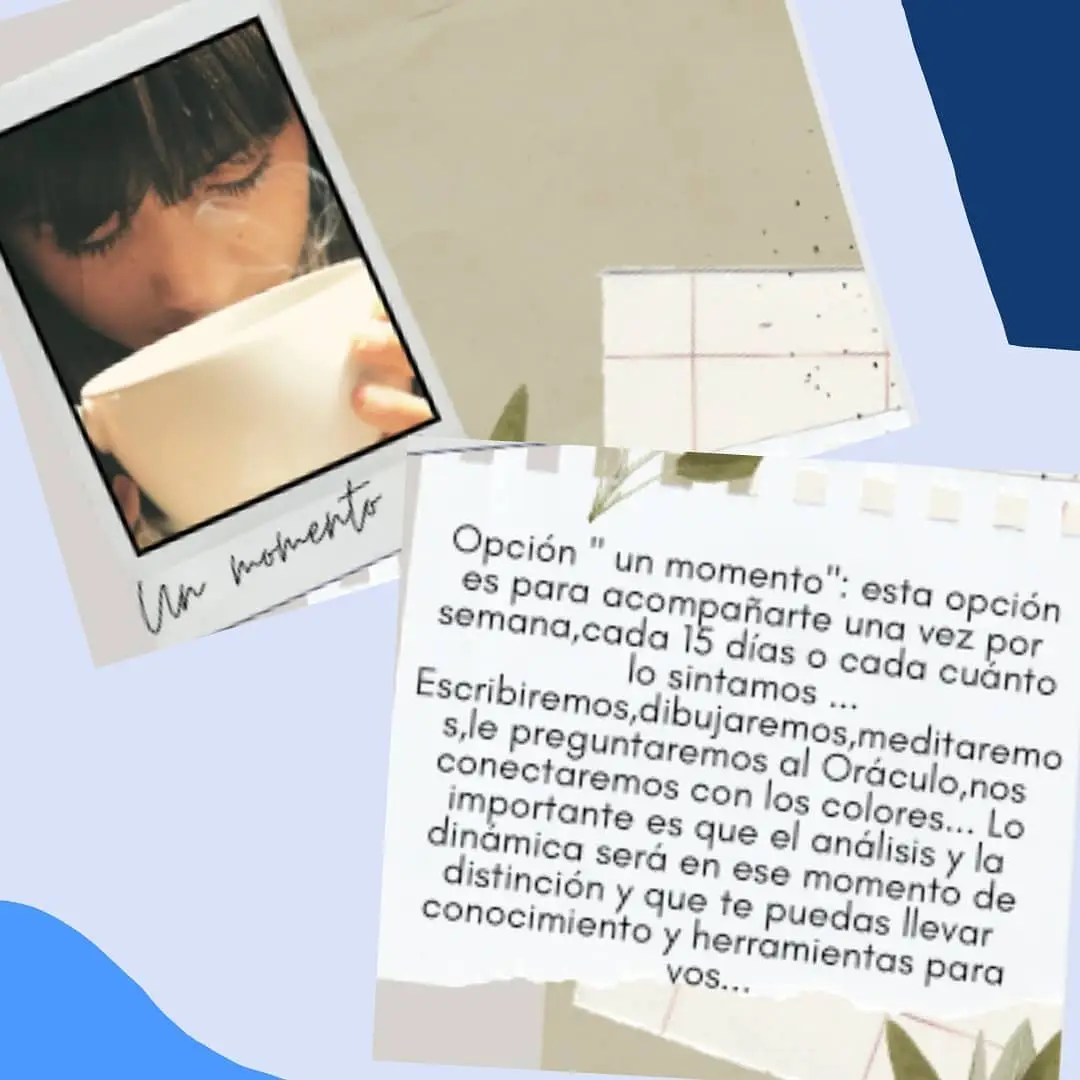 Un momento
Opción " un momento": esta opción
es para acompañarte una vez por
semana,cada 15 días o cada cuánto
lo sintamos ...
Escribiremos,dibujaremos,meditaremo
s,le preguntaremos al Oráculo,nos
conectaremos con los colores... Lo
importante es que el análisis y la
dinámica será en ese momento de
distinción y que te puedas llevar
conocimiento y herramientas para
vos...